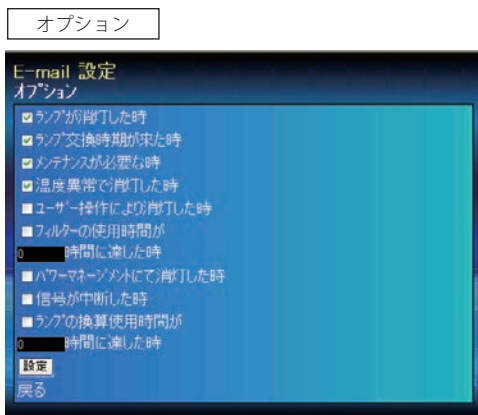 オプション
E-mail 設定
オプション
ランプが消灯した時
ランプ交換時期が来た時
メンテナンスが必要な時
温度異常で消灯した時
ユーザー操作により消灯した時
フィルターの使用時間が
0 時間に達した時
パワーマネージメントにて消灯した時
信号が中断した時
ランプの換算使用時間が
0 時間に達した時
設定
戻る